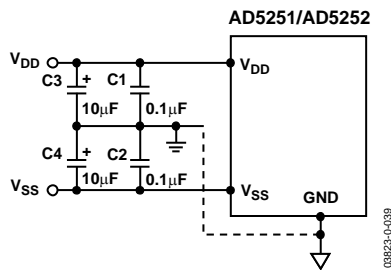 AD5251/AD5252
VDD
VDD
C3
+
C1
10μF
0.1μF
C4
+
C2
10μF
0.1μF
VSS
VSS
GND
03823-0-039